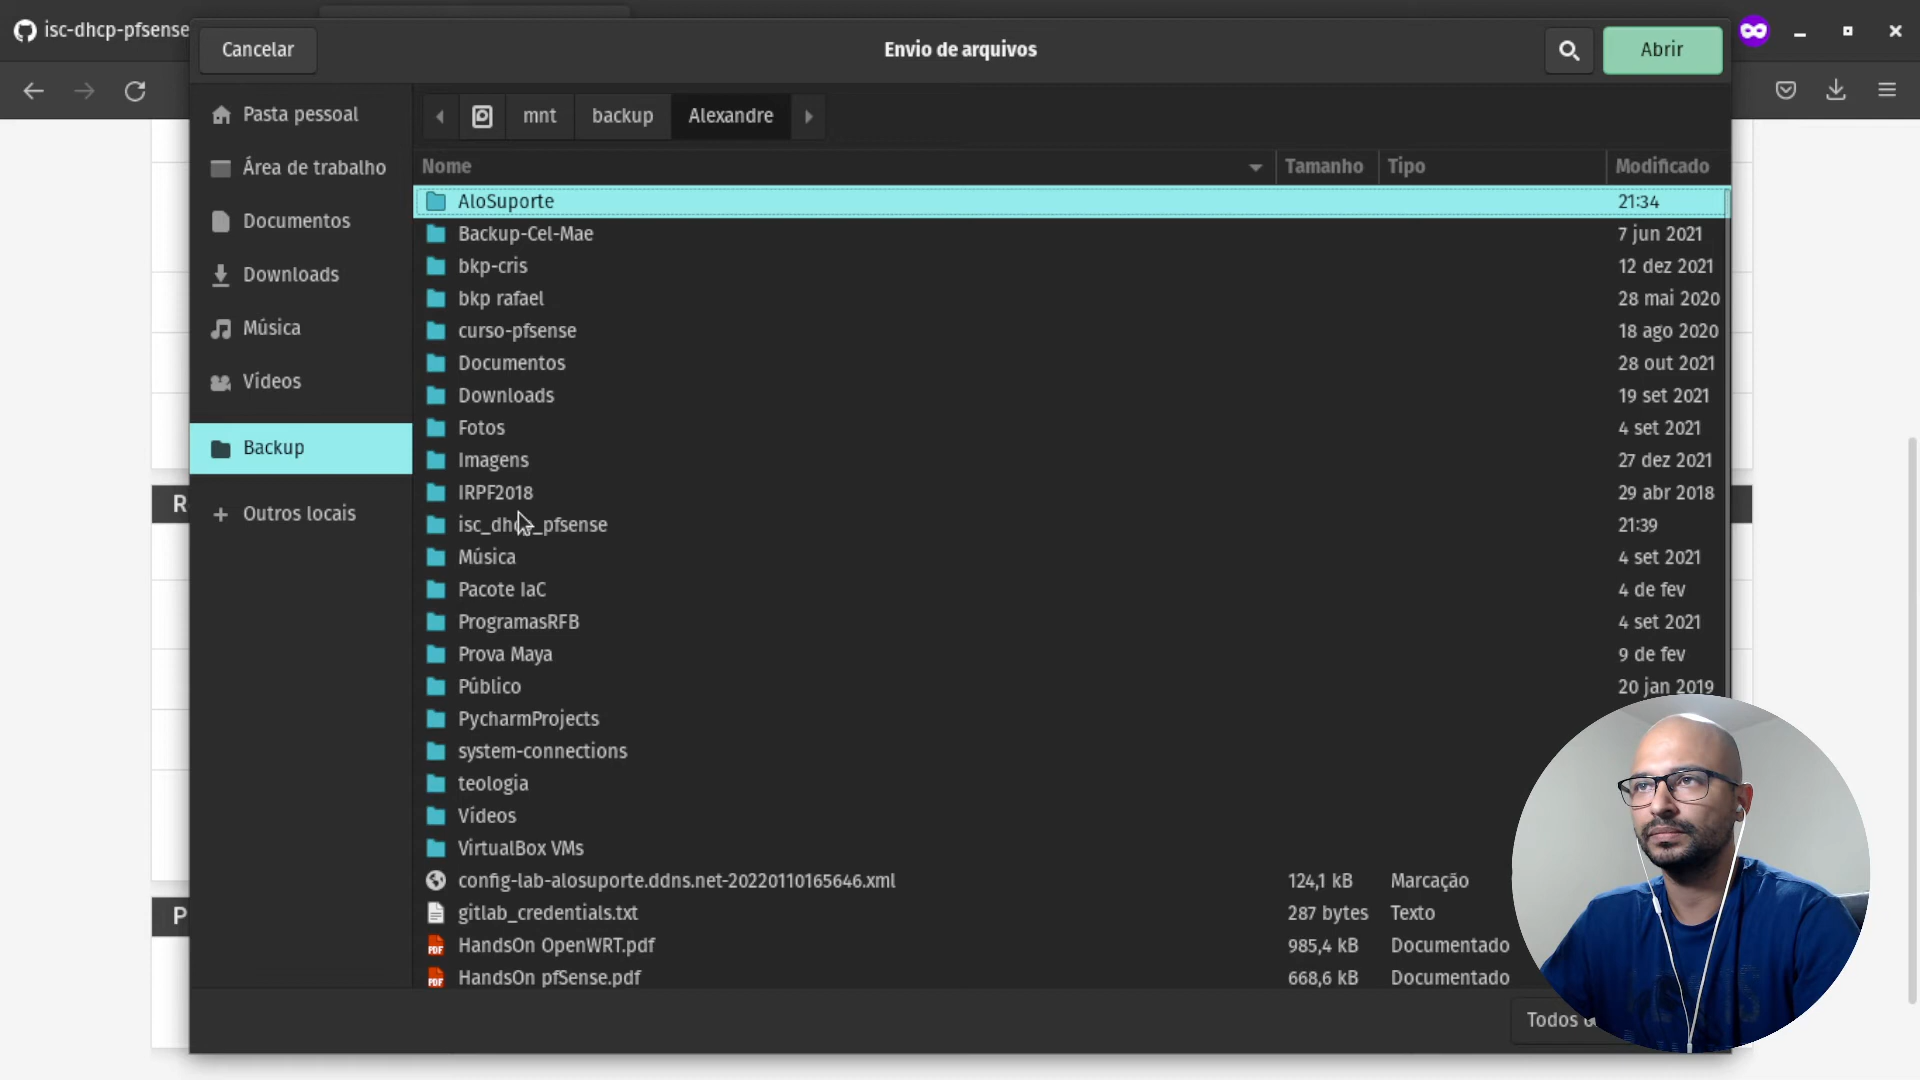 isc-dhcp-pfsense
Cancelar
Envio de arquivos
Abrir
Pasta pessoal
Área de trabalho
Documentos
Downloads
Música
Vídeos
Backup
Outros locais
mnt
backup
Alexandre
Nome
Tamanho
Tipo
Modificado
AloSuporte 21:34
Backup-Cel-Mae 7 jun 2021
bkp-cris 12 dez 2021
bkp rafael 28 mai 2020
curso-pfsense 18 ago 2020
Documentos 28 out 2021
Downloads 19 set 2021
Fotos 4 set 2021
Imagens 27 dez 2021
IRPF2018 29 abr 2018
isc_dhcp_pfsense 21:39
Música 4 set 2021
Pacote IaC 4 de fev
ProgramasRFB 4 set 2021
Prova Maya 9 de fev
Público 20 jan 2019
PycharmProjects
system-connections
teologia
Vídeos
VirtualBox VMs
config-lab-alosuporte.ddns.net-20220110165646.xml 124,1 kB Marcação
gitlab_credentials.txt 287 bytes Texto
HandsOn OpenWRT.pdf 985,4 kB Documentado
HandsOn pfSense.pdf 668,6 kB Documentado
Todos
R
P